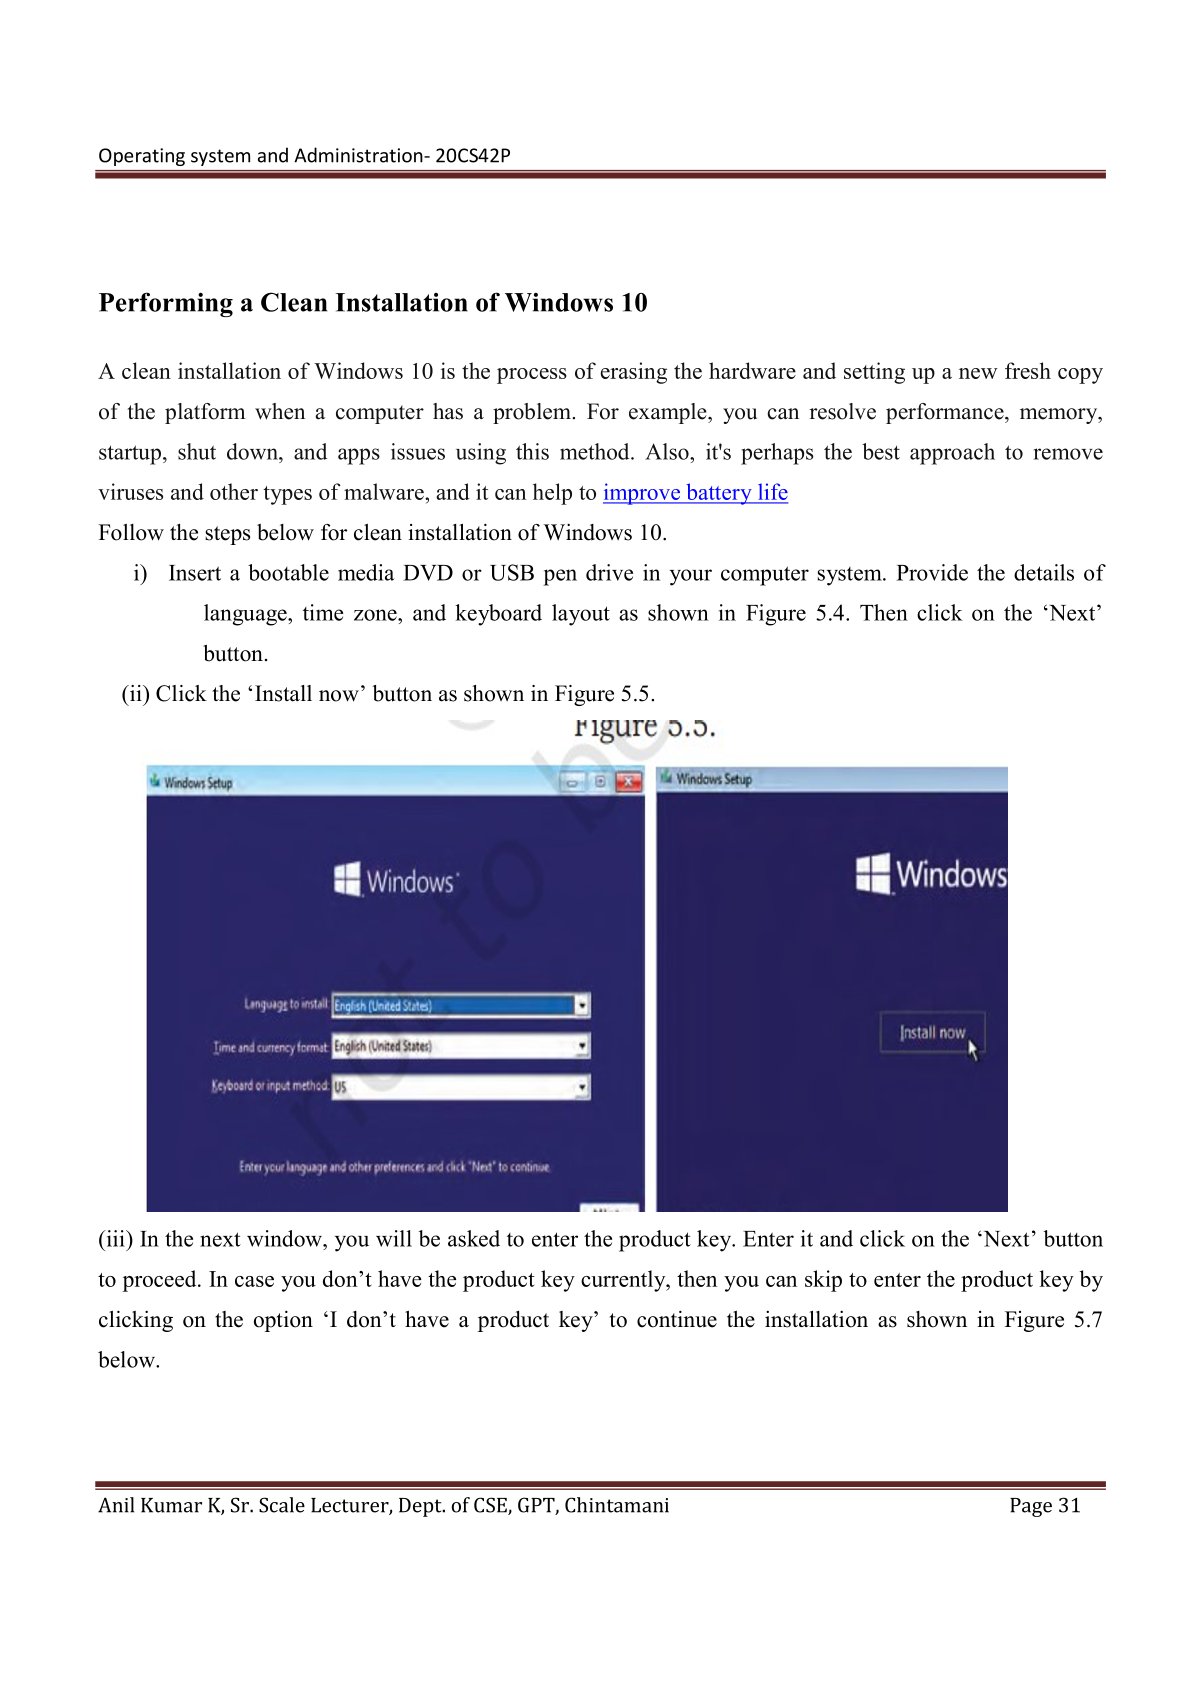 Operating system and Administration- 20CS42P
Performing a Clean Installation of Windows 10
A clean installation of Windows 10 is the process of erasing the hardware and setting up a new fresh copy
of the platform when a computer has a problem. For example, you can resolve performance, memory,
startup, shut down, and apps issues using this method. Also, it's perhaps the best approach to remove
viruses and other types of malware, and it can help to improve battery life
Follow the steps below for clean installation of Windows 10.
i) Insert a bootable media DVD or USB pen drive in your computer system. Provide the details of
language, time zone, and keyboard layout as shown in Figure 5.4. Then click on the ‘Next’
button.
(ii) Click the ‘Install now’ button as shown in Figure 5.5.
Figure 5.5.
not to be
Windows Setup
Windows
Language to install: English (United States)
Time and currency format: English (United States)
Keyboard or input method: US
Enter your language and other preferences and click "Next" to continue.
Windows Setup
Windows
Install now
(iii) In the next window, you will be asked to enter the product key. Enter it and click on the ‘Next’ button
to proceed. In case you don’t have the product key currently, then you can skip to enter the product key by
clicking on the option ‘I don’t have a product key’ to continue the installation as shown in Figure 5.7
below.
Anil Kumar K, Sr. Scale Lecturer, Dept. of CSE, GPT, Chintamani Page 31